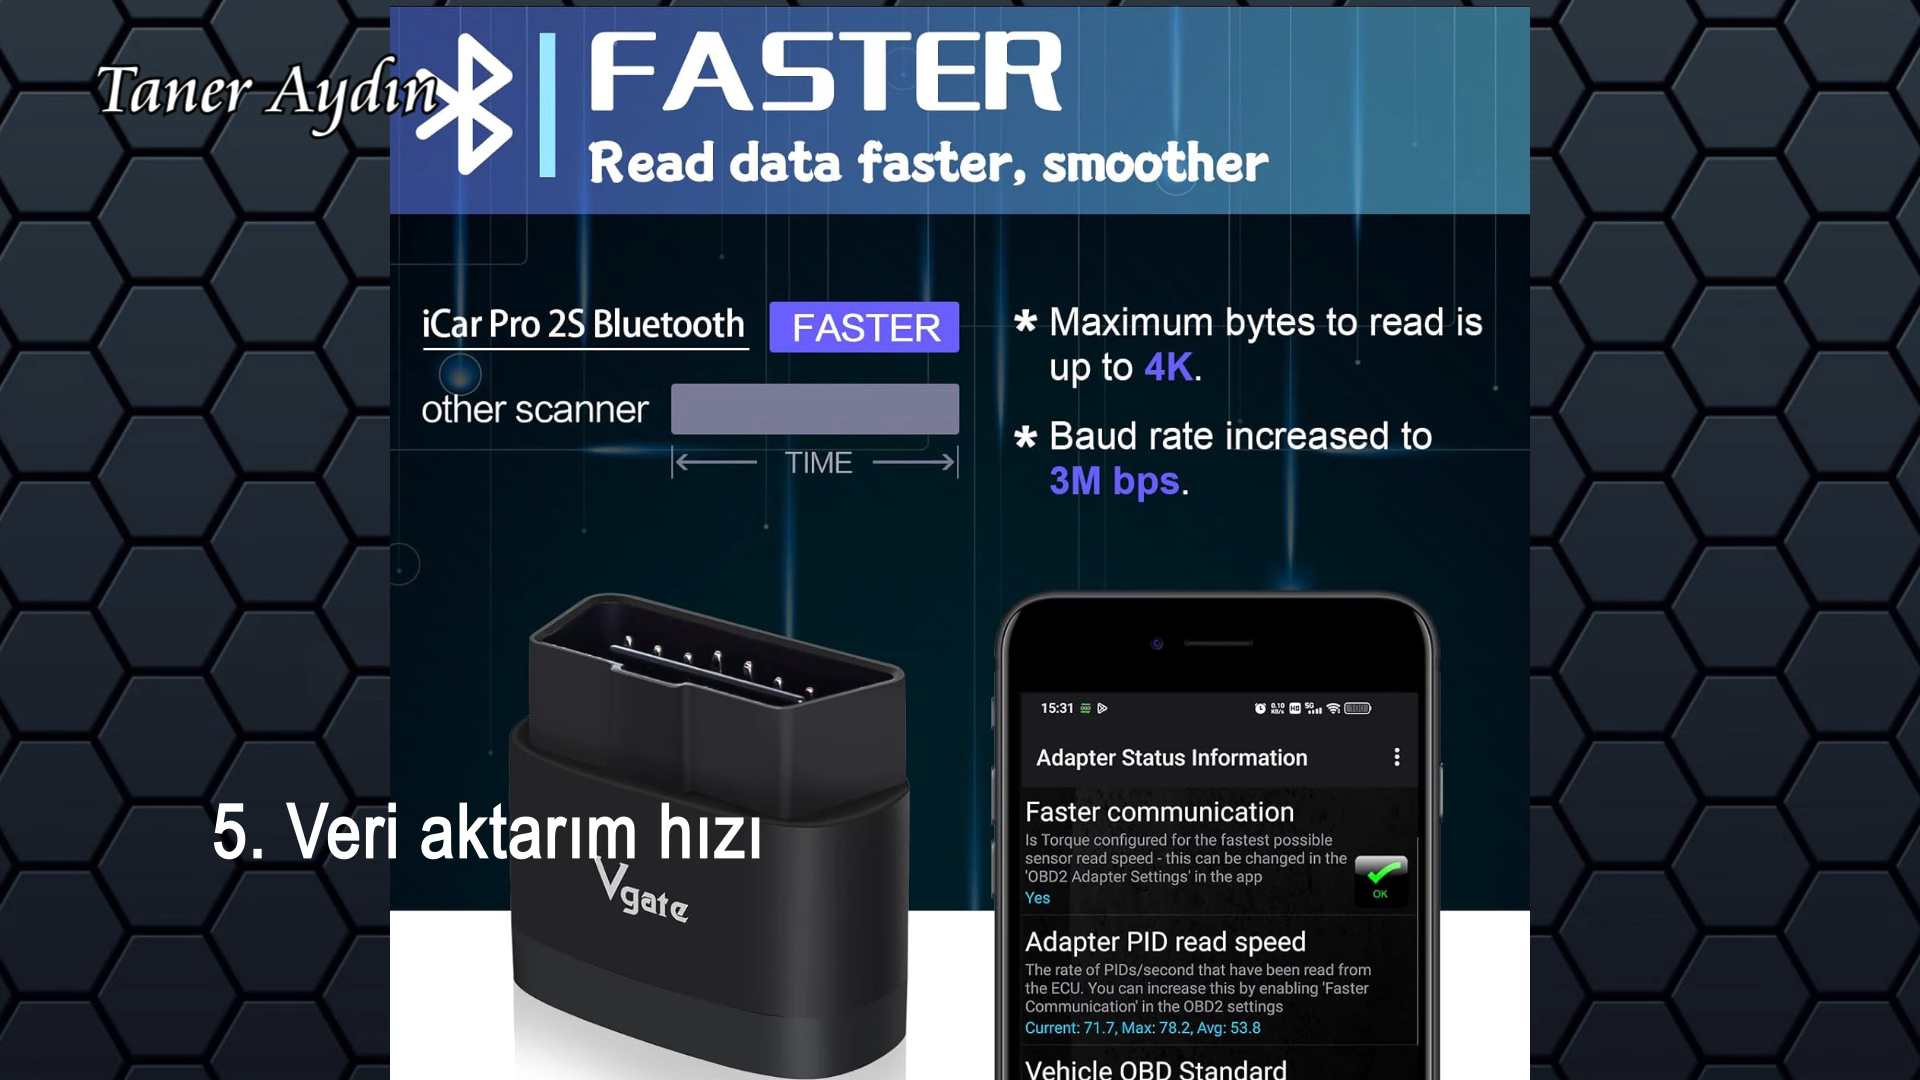 Taner Aydın
FASTER
Read data faster, smoother
iCar Pro 2S Bluetooth
FASTER
other scanner
TIME
* Maximum bytes to read is
up to 4K.
* Baud rate increased to
3M bps.
5. Veri aktarım hızı
Vgate
15:31
0.10
KB/s
HD
5G
Adapter Status Information
Faster communication
Is Torque configured for the fastest possible
sensor read speed - this can be changed in the
'OBD2 Adapter Settings' in the app
Yes
OK
Adapter PID read speed
The rate of PIDs/second that have been read from
the ECU. You can increase this by enabling 'Faster
Communication' in the OBD2 settings
Current: 71.7, Max: 78.2, Avg: 53.8
Vehicle OBD Standard